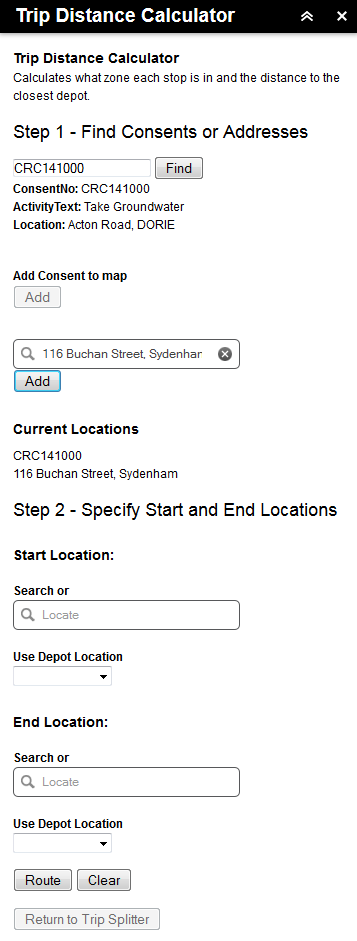 Trip Distance Calculator
Trip Distance Calculator
Calculates what zone each stop is in and the distance to the
closest depot.
Step 1 - Find Consents or Addresses
CRC141000 Find
ConsentNo: CRC141000
ActivityText: Take Groundwater
Location: Acton Road, DORIE
Add Consent to map
Add
116 Buchan Street, Sydenhar
Add
Current Locations
CRC141000
116 Buchan Street, Sydenham
Step 2 - Specify Start and End Locations
Start Location:
Search or
Locate
Use Depot Location
End Location:
Search or
Locate
Use Depot Location
Route Clear
Return to Trip Splitter